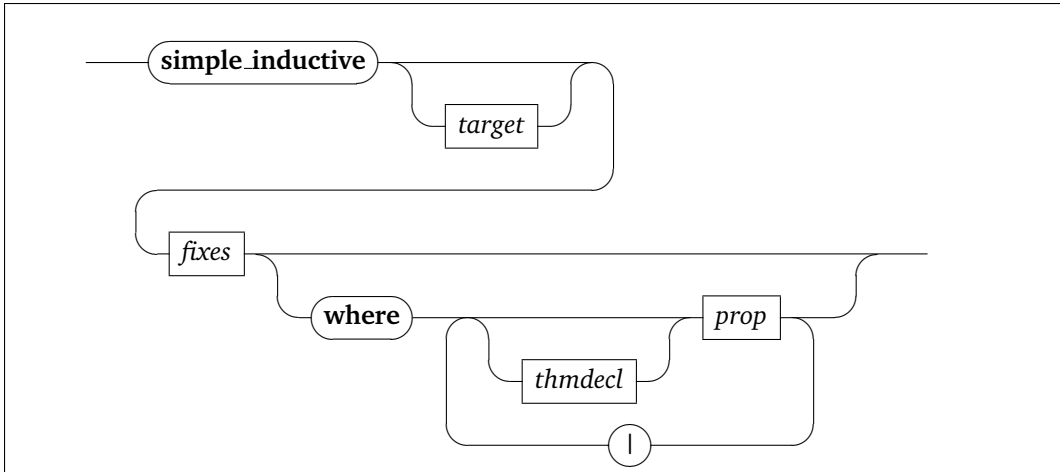 simple_inductive
target
fixes
where
prop
thmdecl
|